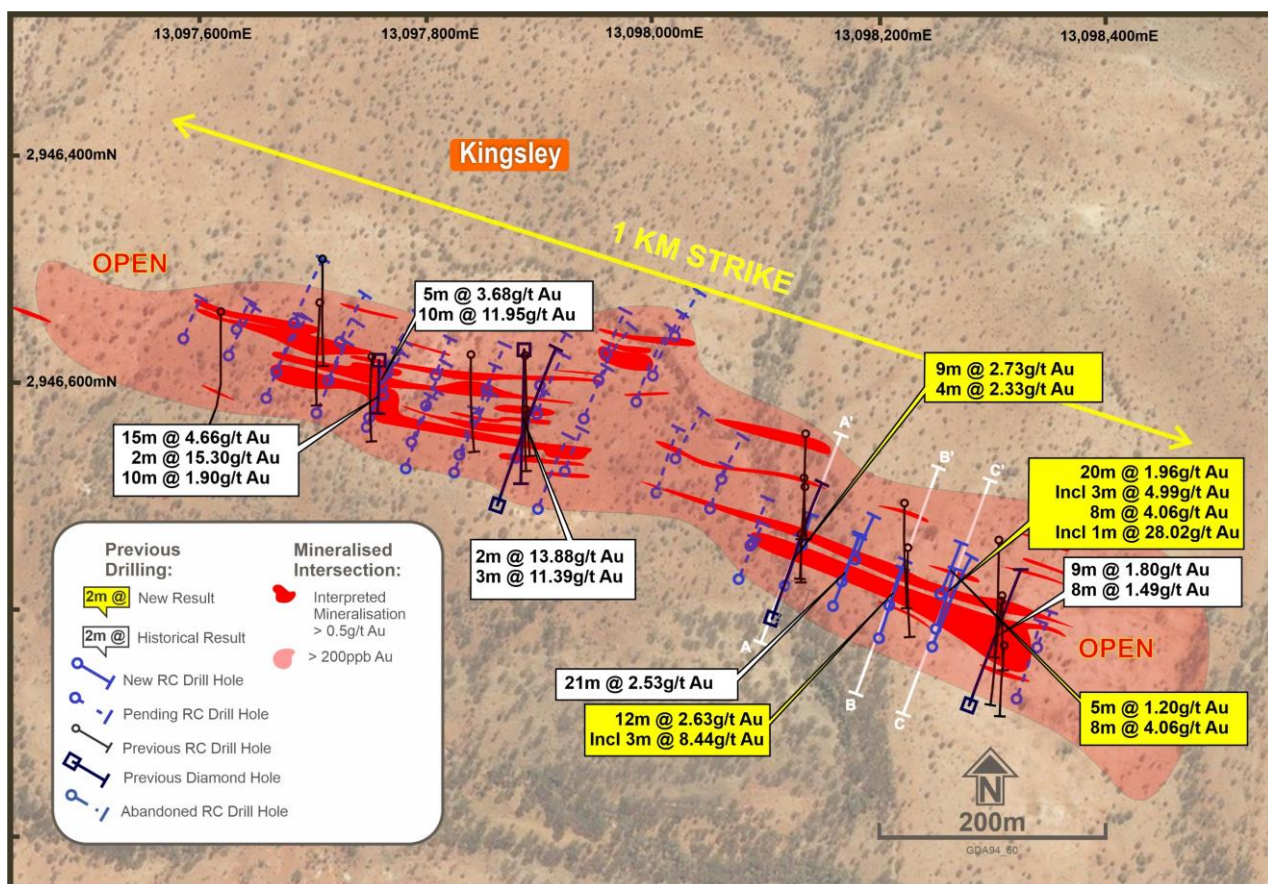 13,097,600mE
13,097,800mE
13,098,000mE
13,098,200mE
13,098,400mE
2,946,400mN
Kingsley
1 KM STRIKE
OPEN
5m @ 3.68g/t Au
10m @ 11.95g/t Au
9m @ 2.73g/t Au
4m @ 2.33g/t Au
2,946,600mN
A'
B'
C'
15m @ 4.66g/t Au
2m @ 15.30g/t Au
10m @ 1.90g/t Au
20m @ 1.96g/t Au
Incl 3m @ 4.99g/t Au
8m @ 4.06g/t Au
Incl 1m @ 28.02g/t Au
2m @ 13.88g/t Au
3m @ 11.39g/t Au
9m @ 1.80g/t Au
8m @ 1.49g/t Au
A
OPEN
21m @ 2.53g/t Au
B
C
12m @ 2.63g/t Au
Incl 3m @ 8.44g/t Au
5m @ 1.20g/t Au
8m @ 4.06g/t Au
Previous
Drilling:
2m @ New Result
2m @ Historical Result
New RC Drill Hole
Pending RC Drill Hole
Previous RC Drill Hole
Previous Diamond Hole
Abandoned RC Drill Hole
Mineralised
Intersection:
Interpreted
Mineralisation
> 0.5g/t Au
> 200ppb Au
N
200m
GDA94_50